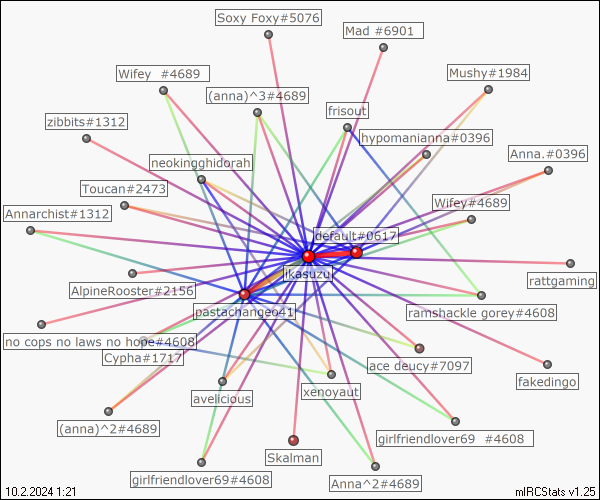 Soxy Foxy#5076
Mad #6901
Wifey  #4689
Mushy#1984
(anna)^3#4689
frisout
zibbits#1312
hypomanianna#0396
neokingghidorah
Anna.#0396
Toucan#2473
Wifey#4689
Annarchist#1312
default#0617
likasuzu
rattgaming
AlpineRooster#2156
pastachangeo41
ramshackle gorey#4608
no cops no laws no hope#4608
Cypha#1717
ace deucy#7097
fakedingo
avelicious
xenoyaut
(anna)^2#4689
girlfriendlover69  #4608
Skalman
girlfriendlover69#4608
Anna^2#4689
10.2.2024 1:21
mIRCStats v1.25